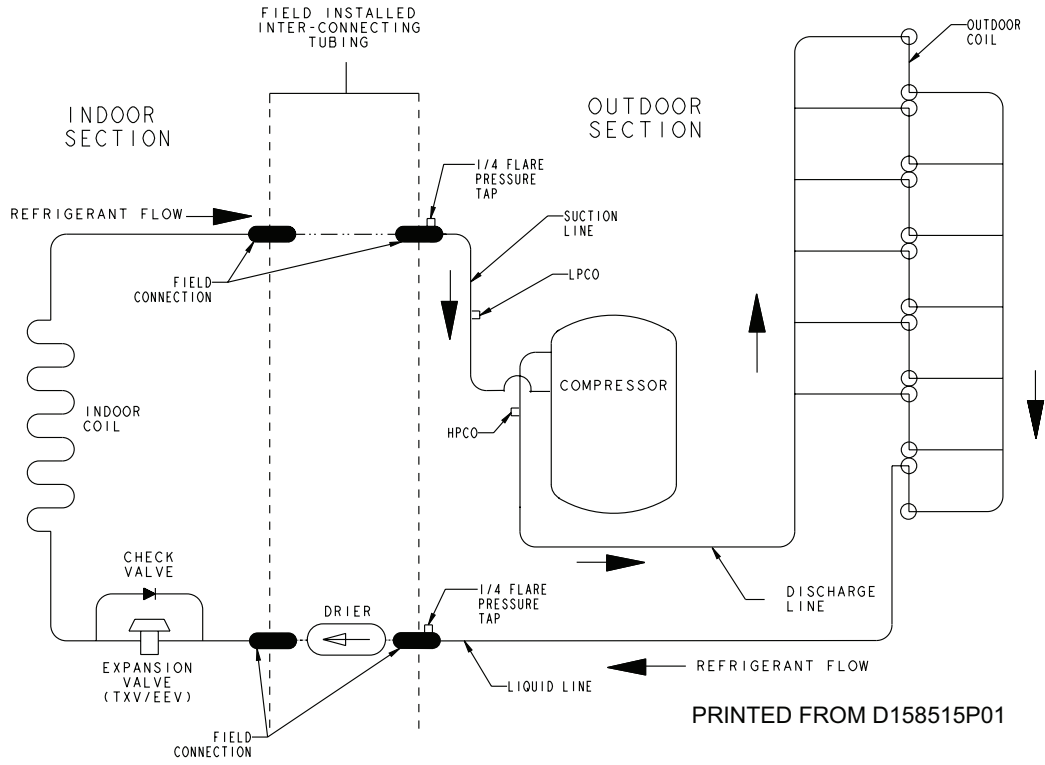 FIELD INSTALLED
INTER-CONNECTING
TUBING
INDOOR
SECTION
OUTDOOR
SECTION
OUTDOOR
COIL
1/4 FLARE
PRESSURE
TAP
REFRIGERANT FLOW
SUCTION
LINE
FIELD
CONNECTION
LPCO
COMPRESSOR
INDOOR
COIL
HPCO
CHECK
VALVE
DRIER
1/4 FLARE
PRESSURE
TAP
DISCHARGE
LINE
EXPANSION
VALVE
(TXV/EEV)
LIQUID LINE
REFRIGERANT FLOW
PRINTED FROM D158515P01
FIELD
CONNECTION